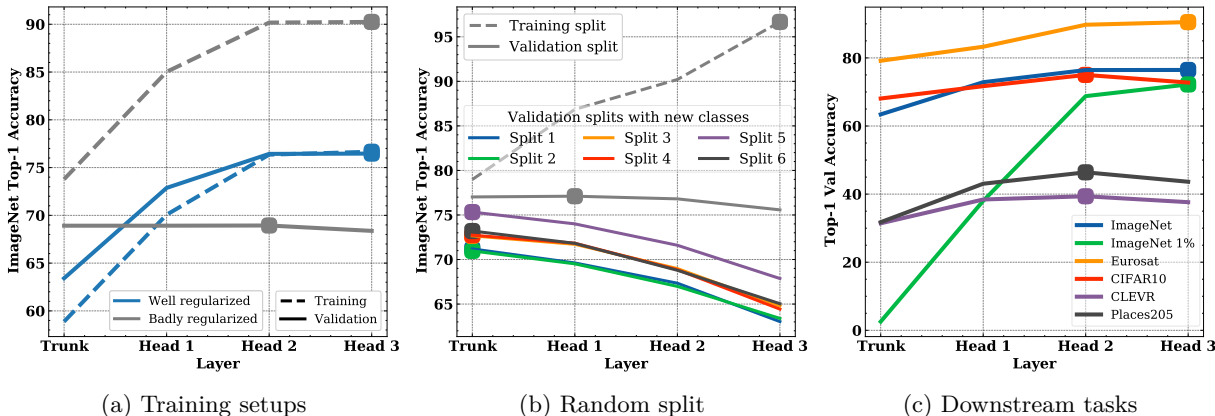 ImageNet Top-1 Accuracy
90
85
80
75
70
65
60
Well regularized
Badly regularized
Training
Validation
Trunk Head 1 Head 2 Head 3
Layer
(a) Training setups
ImageNet Top-1 Accuracy
95
90
85
80
75
70
65
Training split
Validation split
Validation splits with new classes
Split 1 Split 3 Split 5
Split 2 Split 4 Split 6
Trunk Head 1 Head 2 Head 3
Layer
(b) Random split
Top-1 Val Accuracy
80
60
40
20
0
ImageNet
ImageNet 1%
Eurosat
CIFAR10
CLEVR
Places205
Trunk Head 1 Head 2 Head 3
Layer
(c) Downstream tasks